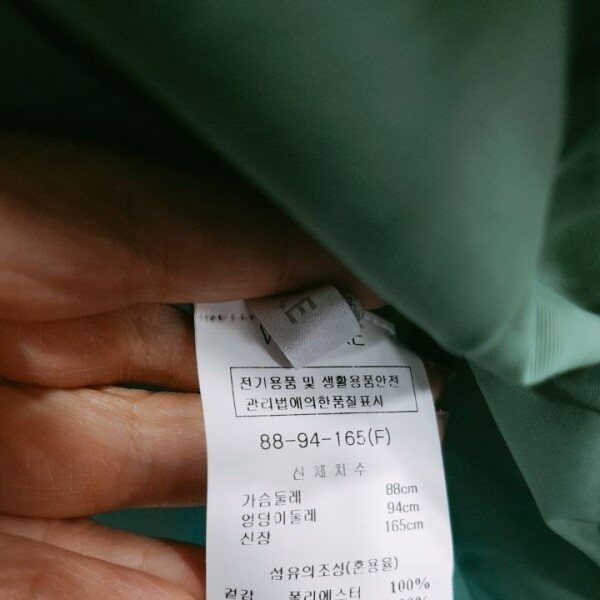 전기용품 및 생활용품안전
관리법에의한품질표시
88-94-165(F)
신체치수
가슴둘레 88cm
엉덩이둘레 94cm
신장 165cm
섬유의조성(혼용율)
겉감 폴리에스터 100%